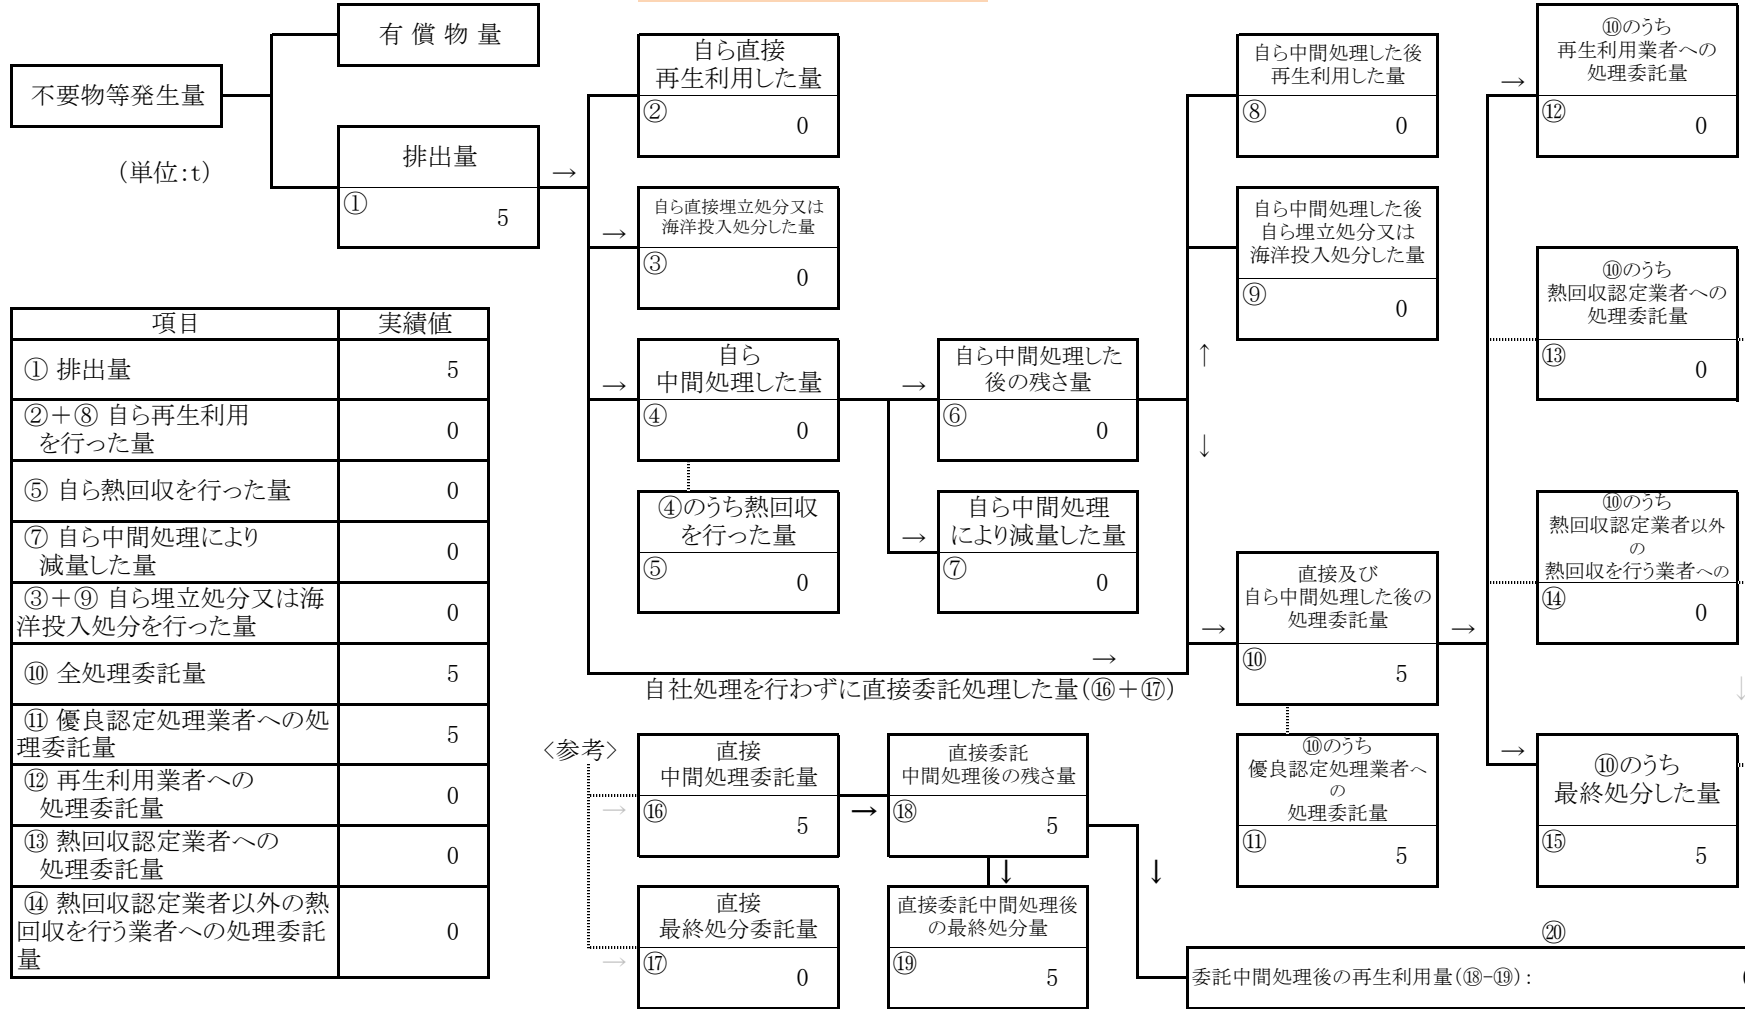 有 償 物 量
不要物等発生量
(単位:t)
排出量
①
5
→
自ら直接
再生利用した量
②
0
→
自ら直接埋立処分又は
海洋投入処分した量
③
0
→
自ら
中間処理した量
④
0
④のうち熱回収
を行った量
⑤
0
→
自ら中間処理した
後の残さ量
⑥
0
→
自ら中間処理
により減量した量
⑦
0
自ら中間処理した後
再生利用した量
⑧
0
自ら中間処理した後
自ら埋立処分又は
海洋投入処分した量
⑨
0
↑
↓
→
直接及び
自ら中間処理した後の
処理委託量
⑩
5
→
⑩のうち
優良認定処理業者へ
の
処理委託量
⑪
5
→
⑩のうち
再生利用業者への
処理委託量
⑫
0
⑩のうち
熱回収認定業者への
処理委託量
⑬
0
⑩のうち
熱回収認定業者以外
の
熱回収を行う業者への
⑭
0
↓
→
⑩のうち
最終処分した量
⑮
5
→
自社処理を行わずに直接委託処理した量(⑯+⑰)
項目 実績値
① 排出量 5
②+⑧ 自ら再生利用
を行った量 0
⑤ 自ら熱回収を行った量 0
⑦ 自ら中間処理により
減量した量 0
③+⑨ 自ら埋立処分又は海
洋投入処分を行った量 0
⑩ 全処理委託量 5
⑪ 優良認定処理業者への処
理委託量 5
⑫ 再生利用業者への
処理委託量 0
⑬ 熱回収認定業者への
処理委託量 0
⑭ 熱回収認定業者以外の熱
回収を行う業者への処理委託
量 0
〈参考〉
→
直接
中間処理委託量
⑯
5
→
直接委託
中間処理後の残さ量
⑱
5
↓
↓
→
直接
最終処分委託量
⑰
0
直接委託中間処理後
の最終処分量
⑲
5
⑳
委託中間処理後の再生利用量(⑱-⑲):